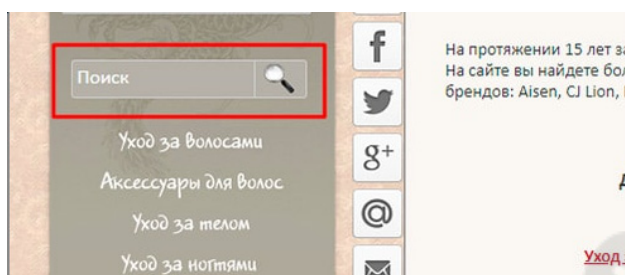 Поиск
Уход за волосами
Аксессуары для волос
Уход за телом
Уход за ногтями
f
g+
@
На протяжении 15 лет
На сайте вы найдете
брендов: Aisen, CJ Lion,
Уход